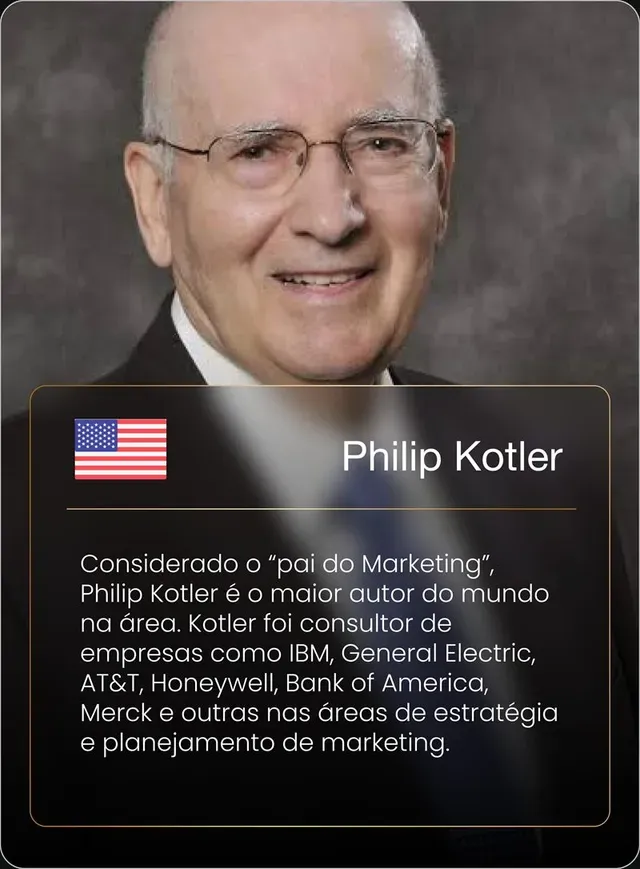 Philip Kotler
Considerado o “pai do Marketing”,
Philip Kotler é o maior autor do mundo
na área. Kotler foi consultor de
empresas como IBM, General Electric,
AT&T, Honeywell, Bank of America,
Merck e outras nas áreas de estratégia
e planejamento de marketing.